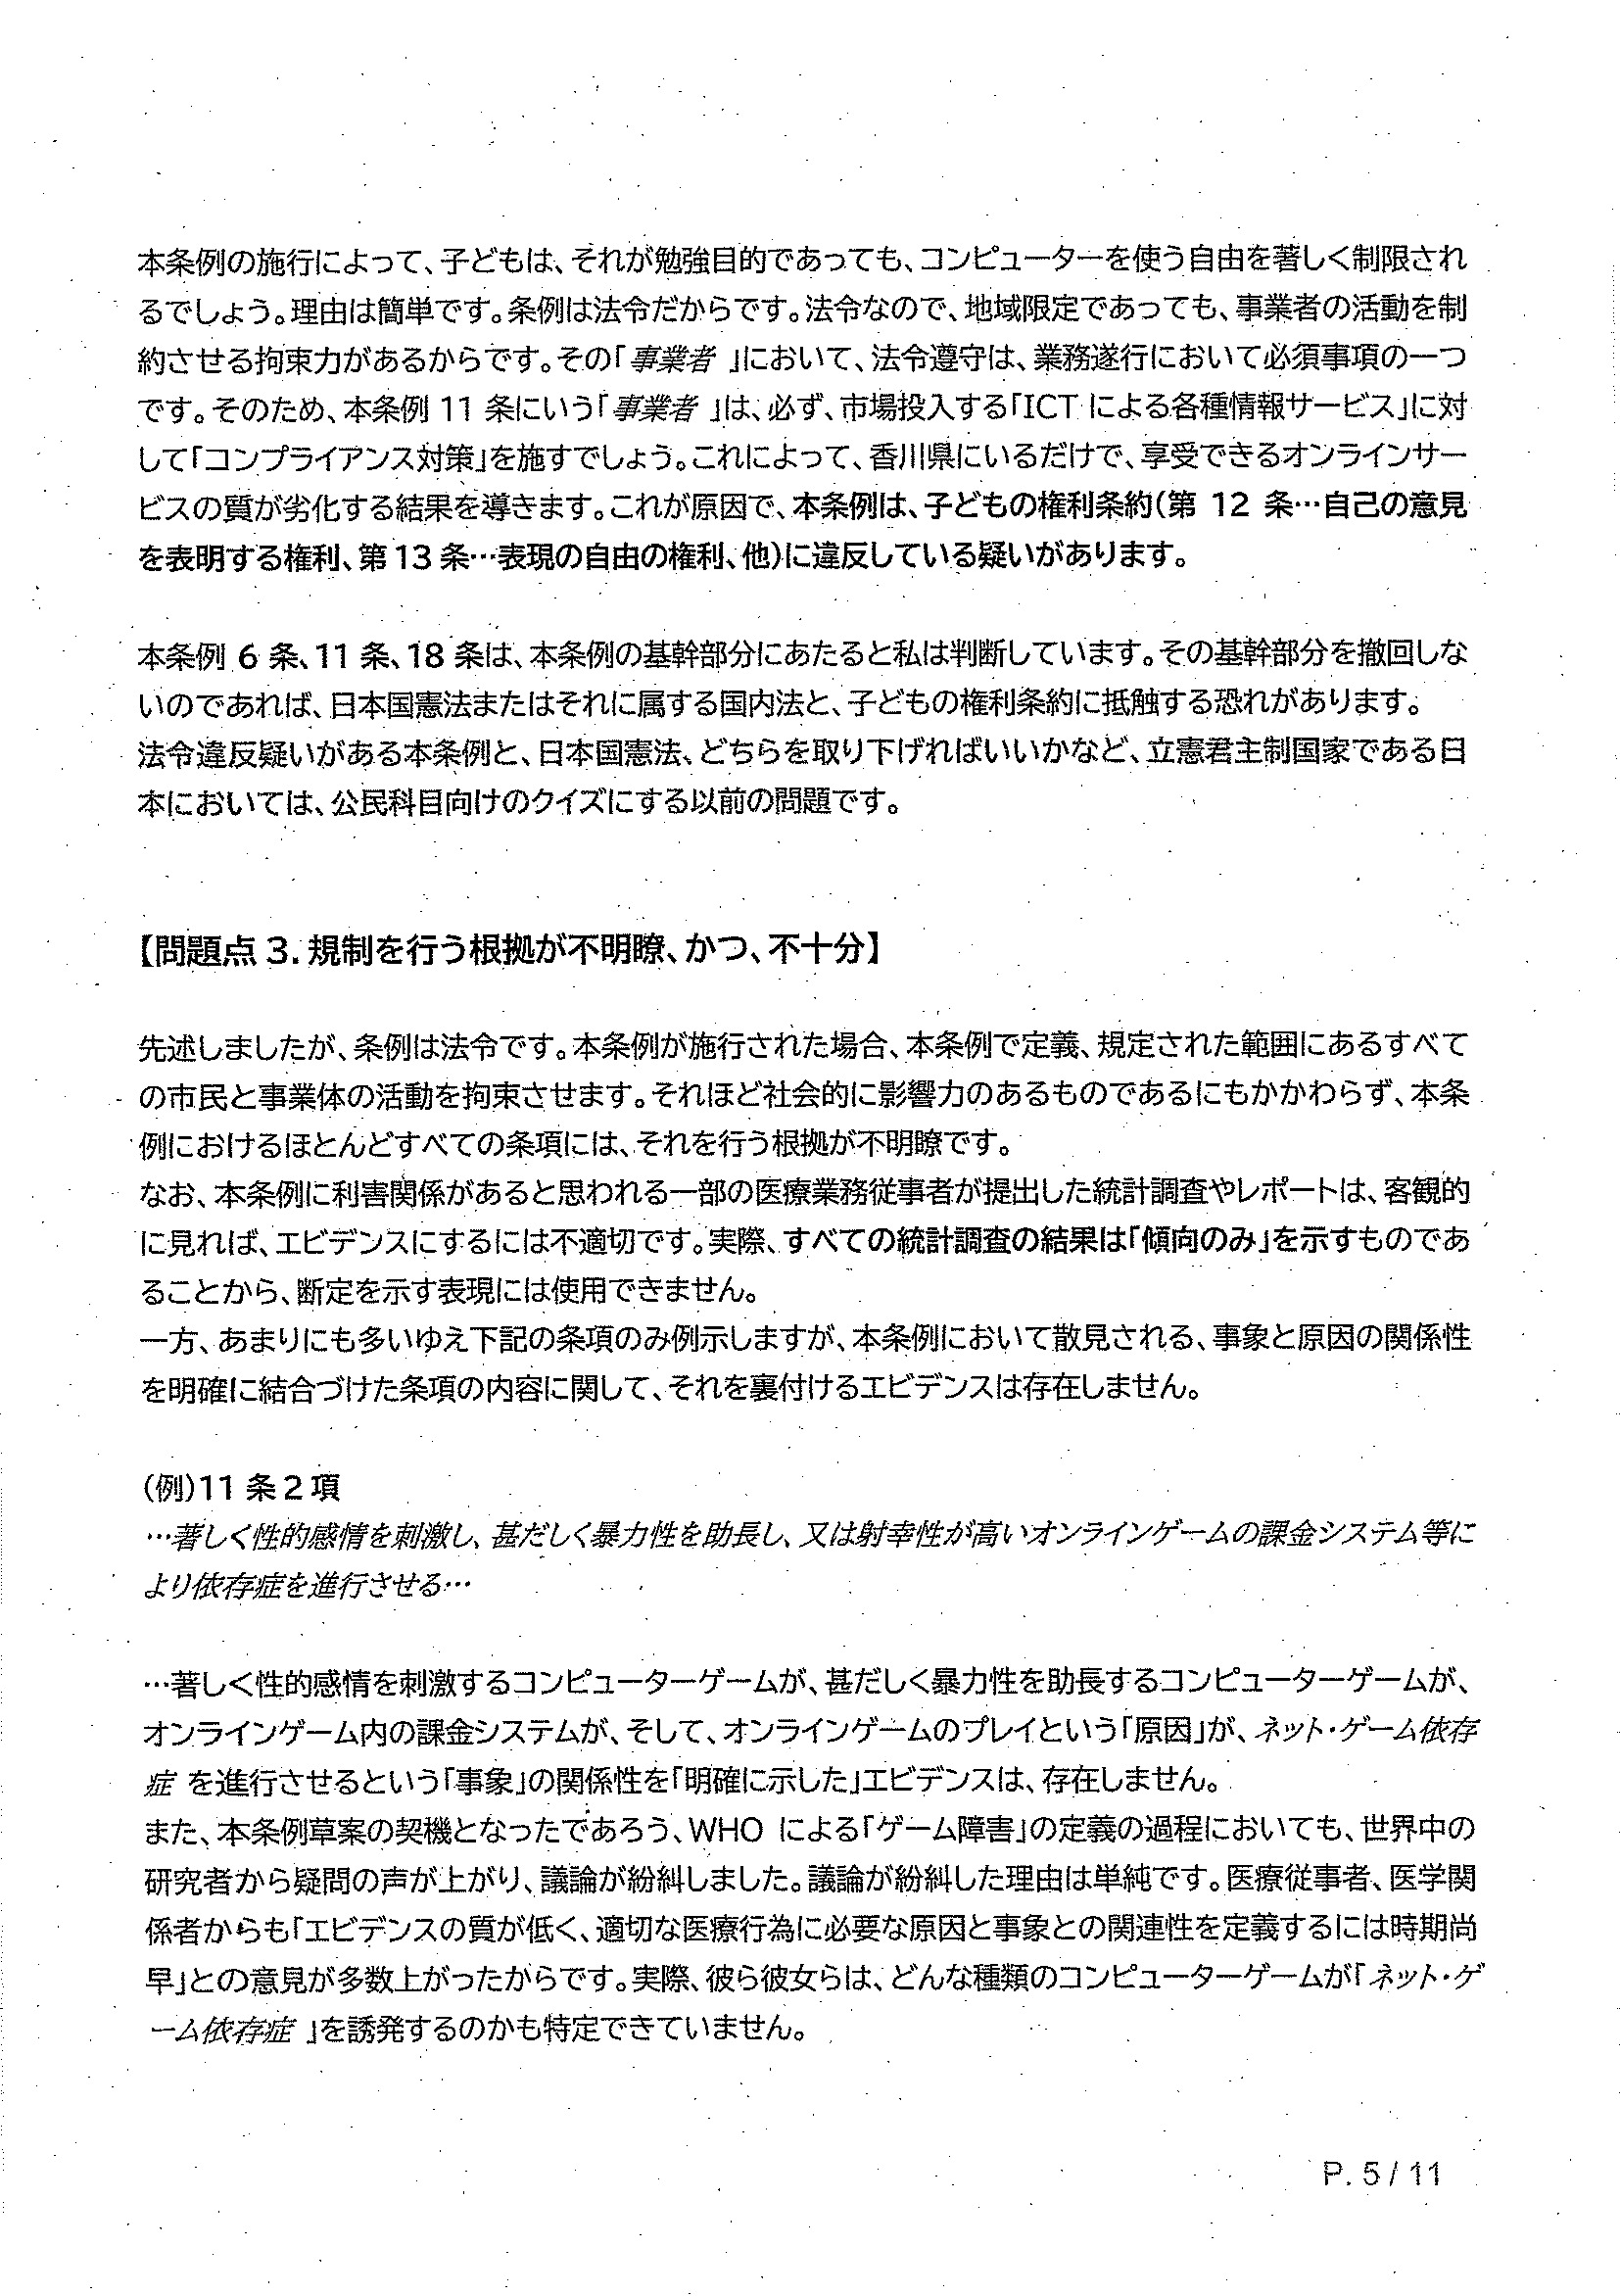 本条例の施行によって、子どもは、それが勉強目的であっても、コンピューターを使う自由を著しく制限され
るでしょう。理由は簡単です。条例は法令だからです。法令なので、地域限定であっても、事業者の活動を制
約させる拘束力があるからです。その「事業者 」において、法令遵守は、業務遂行において必須事項の一つ
です。そのため、本条例 11 条にいう「事業者 」は、必ず、市場投入する「ICT による各種情報サービス」に対
して「コンプライアンス対策」を施すでしょう。これによって、香川県にいるだけで、享受できるオンラインサー
ビスの質が劣化する結果を導きます。これが原因で、本条例は、子どもの権利条約(第 12 条…自己の意見
を表明する権利、第 13 条…表現の自由の権利、他)に違反している疑いがあります。
本条例 6 条、11 条、18 条は、本条例の基幹部分にあたると私は判断しています。その基幹部分を撤回しな
いのであれば、日本国憲法またはそれに属する国内法と、子どもの権利条約に抵触する恐れがあります。
法令違反疑いがある本条例と、日本国憲法、どちらを取り下げればいいかなど、立憲君主制国家である日
本においては、公民科目向けのクイズにする以前の問題です。
【問題点 3. 規制を行う根拠が不明瞭、かつ、不十分】
先述しましたが、条例は法令です。本条例が施行された場合、本条例で定義、規定された範囲にあるすべて
の市民と事業体の活動を拘束させます。それほど社会的に影響力のあるものであるにもかかわらず、本条
例におけるほとんどすべての条項には、それを行う根拠が不明瞭です。
なお、本条例に利害関係があると思われる一部の医療業務従事者が提出した統計調査やレポートは、客観的
に見れば、エビデンスにするには不適切です。実際、すべての統計調査の結果は「傾向のみ」を示すものであ
ることから、断定を示す表現には使用できません。
一方、あまりにも多いゆえ下記の条項のみ例示しますが、本条例において散見される、事象と原因の関係性
を明確に結合づけた条項の内容に関して、それを裏付けるエビデンスは存在しません。
(例)11 条 2 項
…著しく性的感情を刺激し、甚だしく暴力性を助長し、又は射幸性が高いオンラインゲームの課金システム等に
より依存症を進行させる…
…著しく性的感情を刺激するコンピューターゲームが、甚だしく暴力性を助長するコンピューターゲームが、
オンラインゲーム内の課金システムが、そして、オンラインゲームのプレイという「原因」が、ネット・ゲーム依存
症 を進行させるという「事象」の関係性を「明確に示した」エビデンスは、存在しません。
また、本条例草案の契機となったであろう、WHO による「ゲーム障害」の定義の過程においても、世界中の
研究者から疑問の声が上がり、議論が紛糾しました。議論が紛糾した理由は単純です。医療従事者、医学関
係者からも「エビデンスの質が低く、適切な医療行為に必要な原因と事象との関連性を定義するには時期尚
早」との意見が多数上がったからです。実際、彼ら彼女らは、どんな種類のコンピューターゲームが「ネット・ゲ
ーム依存症 」を誘発するのかも特定できていません。
P. 5 / 11